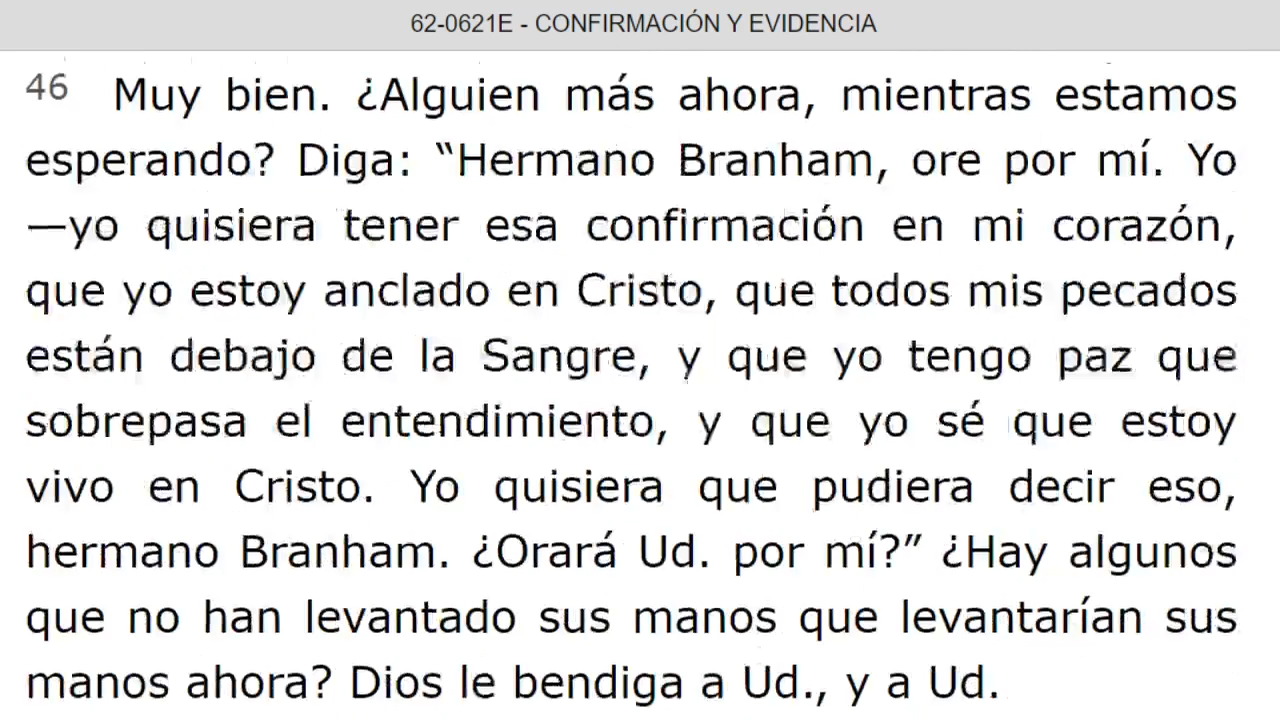 62-0621E - CONFIRMACIÓN Y EVIDENCIA
46 Muy bien. ¿Alguien más ahora, mientras estamos
esperando? Diga: “Hermano Branham, ore por mí. Yo
—yo quisiera tener esa confirmación en mi corazón,
que yo estoy anclado en Cristo, que todos mis pecados
están debajo de la Sangre, y que yo tengo paz que
sobrepasa el entendimiento, y que yo sé que estoy
vivo en Cristo. Yo quisiera que pudiera decir eso,
hermano Branham. ¿Orará Ud. por mí?” ¿Hay algunos
que no han levantado sus manos que levantarían sus
manos ahora? Dios le bendiga a Ud., y a Ud.